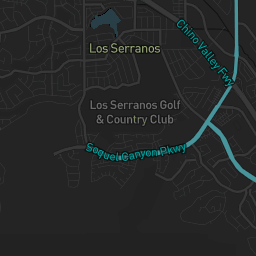 Chino Valley Fwy
Los Serranos
Los Serranos Golf
& Country Club
Soquel Canyon Pkwy